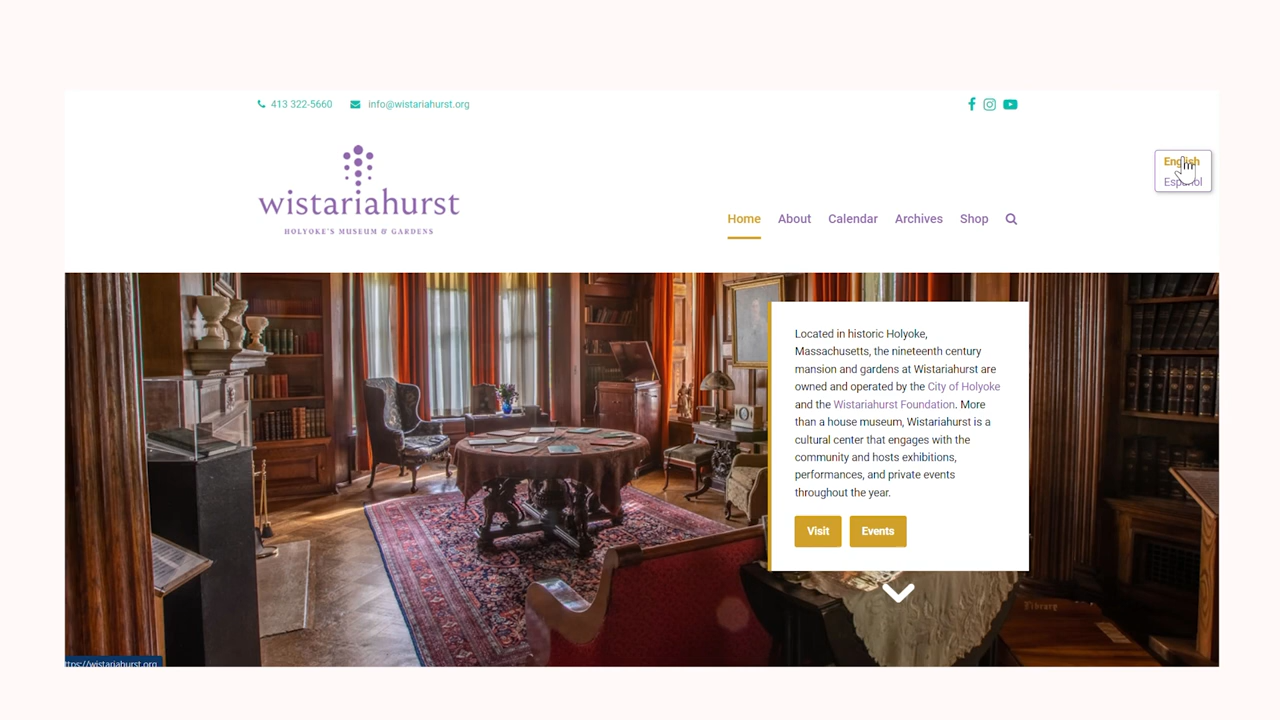 413 322-5660 info@wistariahurst.org
English
Español
wistariahurst
HOLYOKE'S MUSEUM & GARDENS
Home About Calendar Archives Shop
Located in historic Holyoke,
Massachusetts, the nineteenth century
mansion and gardens at Wistariahurst are
owned and operated by the City of Holyoke
and the Wistariahurst Foundation. More
than a house museum, Wistariahurst is a
cultural center that engages with the
community and hosts exhibitions,
performances, and private events
throughout the year.
Visit Events
Library
ttps://wistariahurst.org